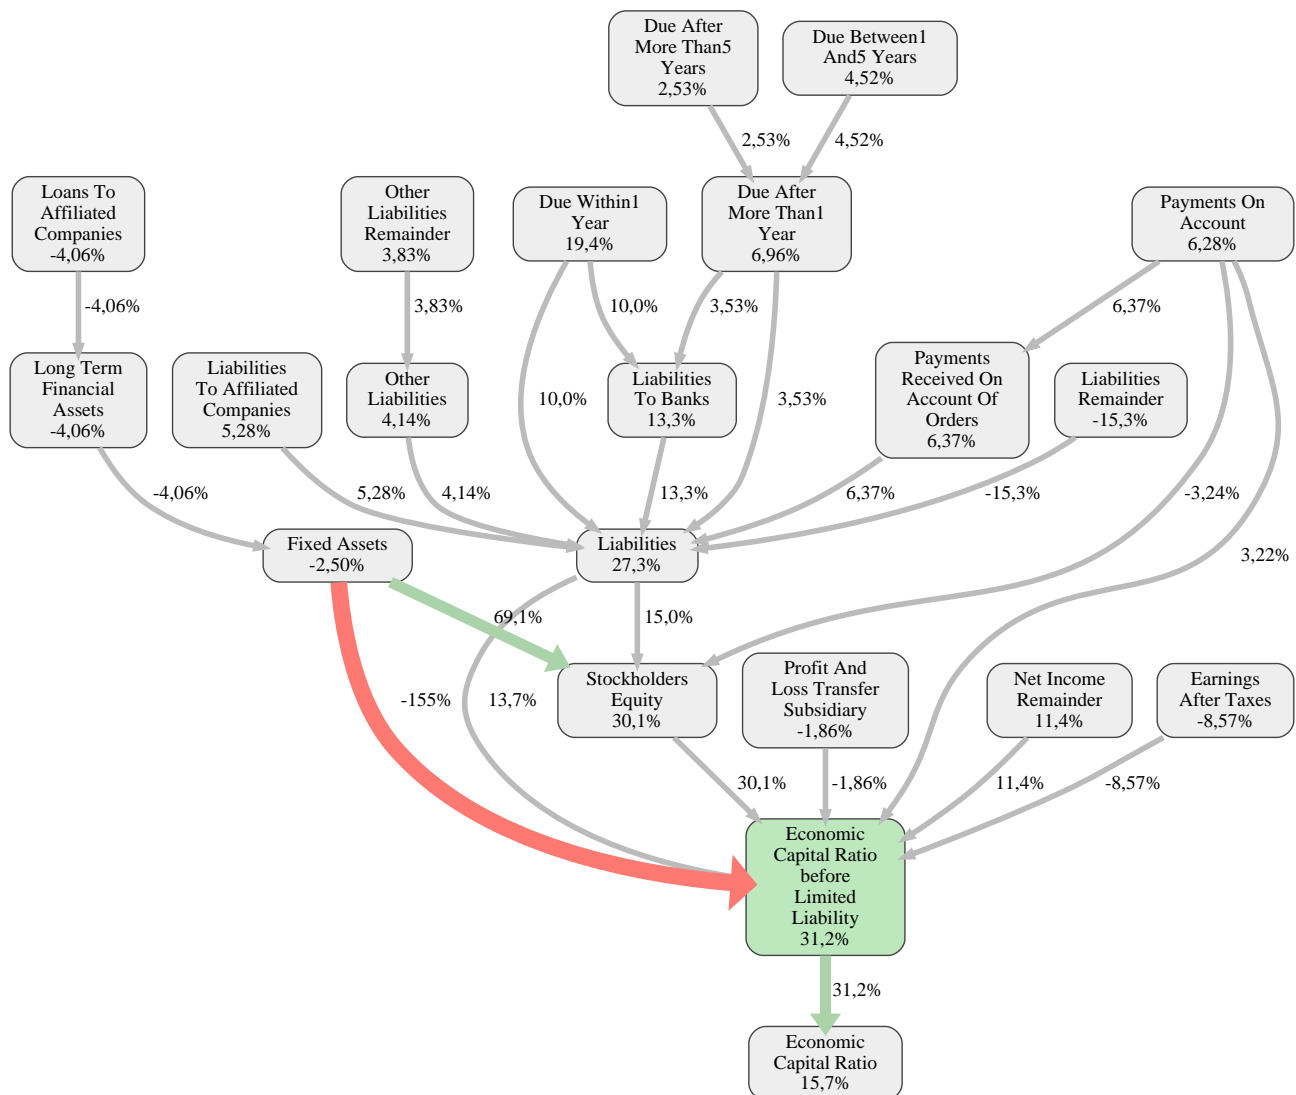 Due After
More Than5
Years
2,53%
Due Between1
And5 Years
4,52%
2,53%
4,52%
Loans To
Affiliated
Companies
-4,06%
Other
Liabilities
Remainder
3,83%
Due Within1
Year
19,4%
Due After
More Than1
Year
6,96%
Payments On
Account
6,28%
-4,06%
3,83%
10,0%
3,53%
6,37%
Long Term
Financial
Assets
-4,06%
Liabilities
To Affiliated
Companies
5,28%
Other
Liabilities
4,14%
10,0%
Liabilities
To Banks
13,3%
3,53%
Payments
Received On
Account Of
Orders
6,37%
Liabilities
Remainder
-15,3%
-4,06%
5,28%
4,14%
13,3%
6,37%
-15,3%
-3,24%
Fixed Assets
-2,50%
Liabilities
27,3%
3,22%
69,1%
15,0%
-155%
13,7%
Stockholders
Equity
30,1%
Profit And
Loss Transfer
Subsidiary
-1,86%
Net Income
Remainder
11,4%
Earnings
After Taxes
-8,57%
30,1%
-1,86%
11,4%
-8,57%
Economic
Capital Ratio
before
Limited
Liability
31,2%
31,2%
Economic
Capital Ratio
15,7%